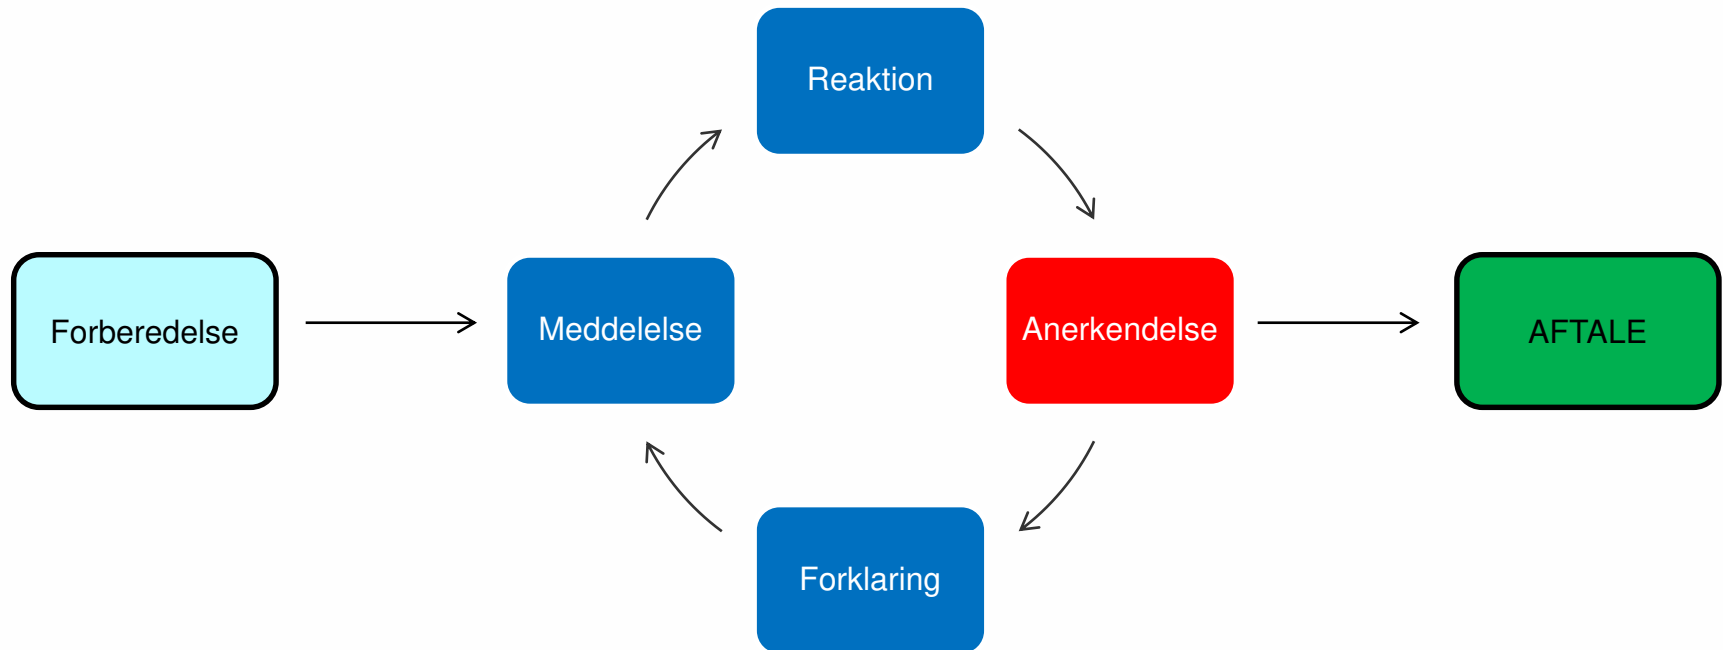 Reaktion
Forberedelse
Meddelelse
Anerkendelse
AFTALE
Forklaring